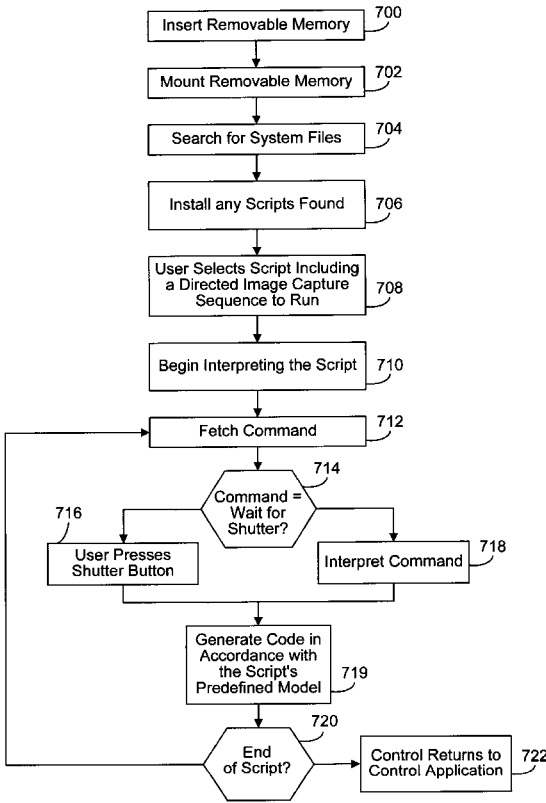 Insert Removable Memory
700
Mount Removable Memory
702
Search for System Files
704
Install any Scripts Found
706
User Selects Script Including
a Directed Image Capture
Sequence to Run
708
Begin Interpreting the Script
710
Fetch Command
712
Command =
Wait for
Shutter?
714
716
User Presses
Shutter Button
Interpret Command
718
Generate Code in
Accordance with
the Script's
Predefined Model
719
End
of Script?
720
Control Returns to
Control Application
722